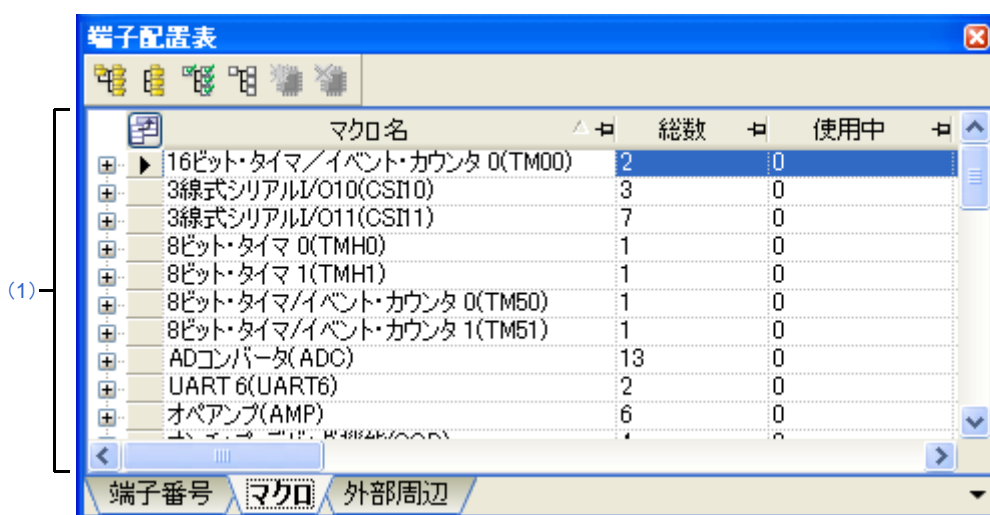 端子配置表
マクロ名 総数 使用中
16ビット・タイマ／イベント・カウンタ 0(TM00) 2 0
3線式シリアルI/O10(CSI10) 3 0
3線式シリアルI/O11(CSI11) 7 0
(1)
8ビット・タイマ 0(TMH0) 1 0
8ビット・タイマ 1(TMH1) 1 0
8ビット・タイマ/イベント・カウンタ 0(TM50) 1 0
8ビット・タイマ/イベント・カウンタ 1(TM51) 1 0
ADコンバータ(ADC) 13 0
UART 6(UART6) 2 0
オペアンプ(AMP) 6 0
端子番号 マクロ 外部周辺